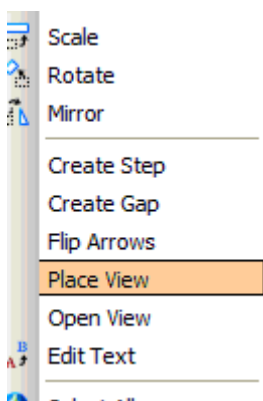 Scale
Rotate
Mirror
Create Step
Create Gap
Flip Arrows
Place View
Open View
Edit Text